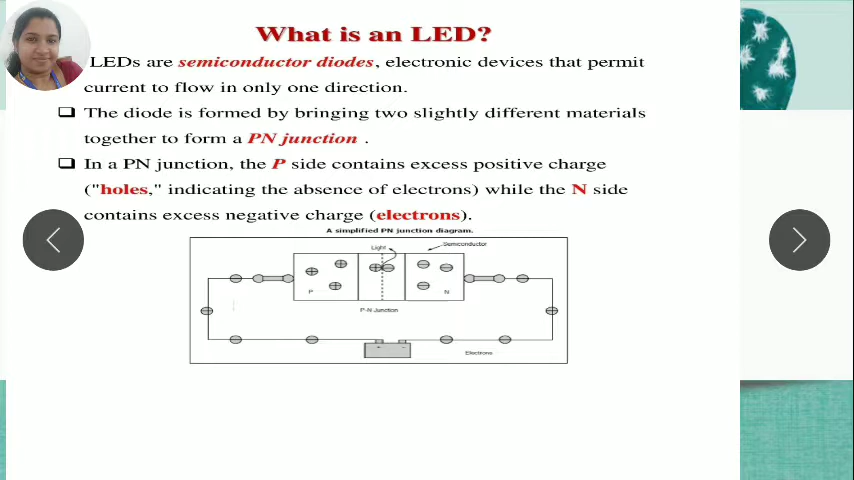 What is an LED?
LEDs are semiconductor diodes, electronic devices that permit
current to flow in only one direction.
The diode is formed by bringing two slightly different materials
together to form a PN junction .
In a PN junction, the P side contains excess positive charge
("holes," indicating the absence of electrons) while the N side
contains excess negative charge (electrons).
A simplified PN junction diagram.
Light
Semiconductor
P
N
P-N Junction
+ −
Electrons